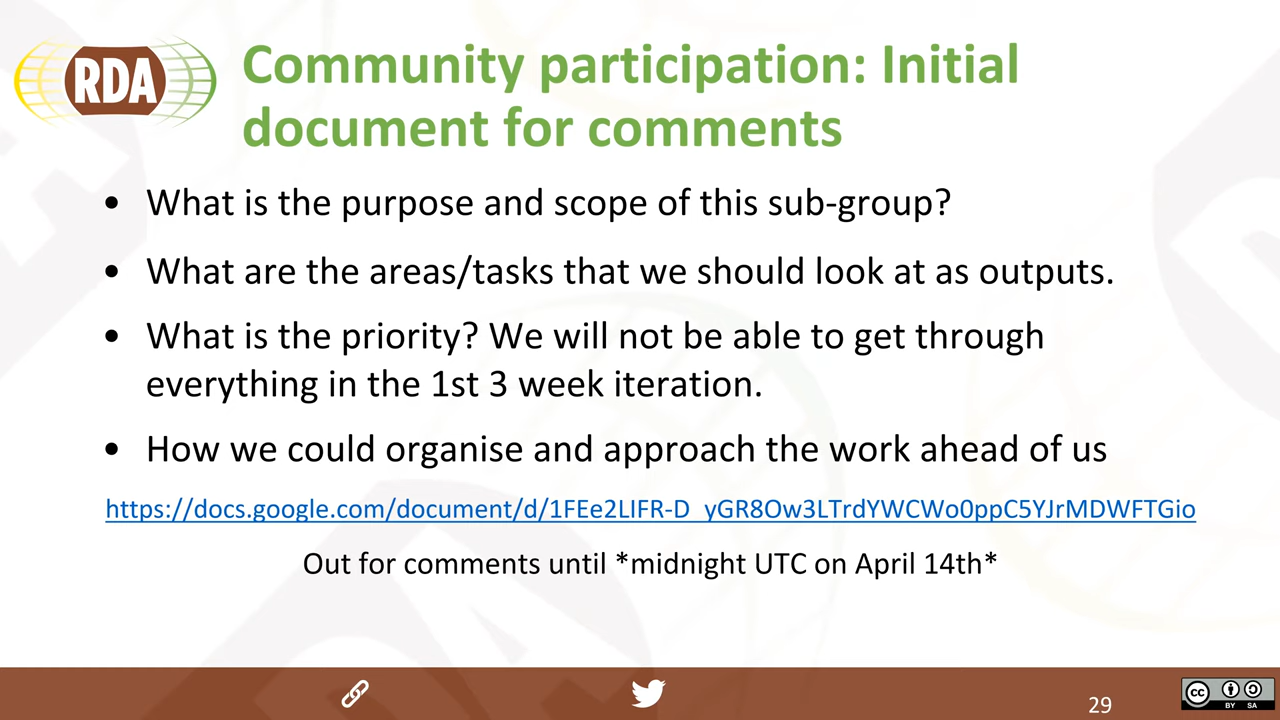 RDA
Community participation: Initial
document for comments
• What is the purpose and scope of this sub-group?
• What are the areas/tasks that we should look at as outputs.
• What is the priority? We will not be able to get through
everything in the 1st 3 week iteration.
• How we could organise and approach the work ahead of us
https://docs.google.com/document/d/1FEe2LIFR-D_yGR8Ow3LTrdYWCWo0ppC5YJrMDWFTGio
Out for comments until *midnight UTC on April 14th*
29
cc BY SA